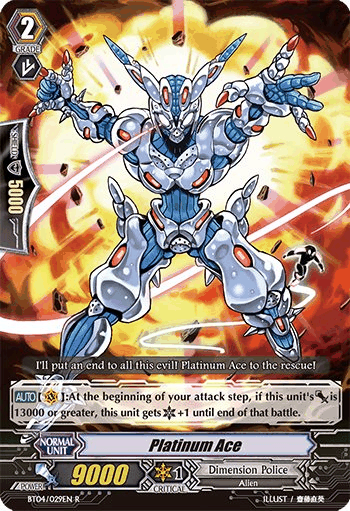 2
GRADE
SHIELD
5000
I'll put an end to all this evil! Platinum Ace to the rescue!
AUTO :At the beginning of your attack step, if this unit's is
13000 or greater, this unit gets +1 until end of that battle.
NORMAL
UNIT
Platinum Ace
POWER
9000
1
CRITICAL
Dimension Police
Alien
BT04/029EN R
ILLUST / 齋藤直葵